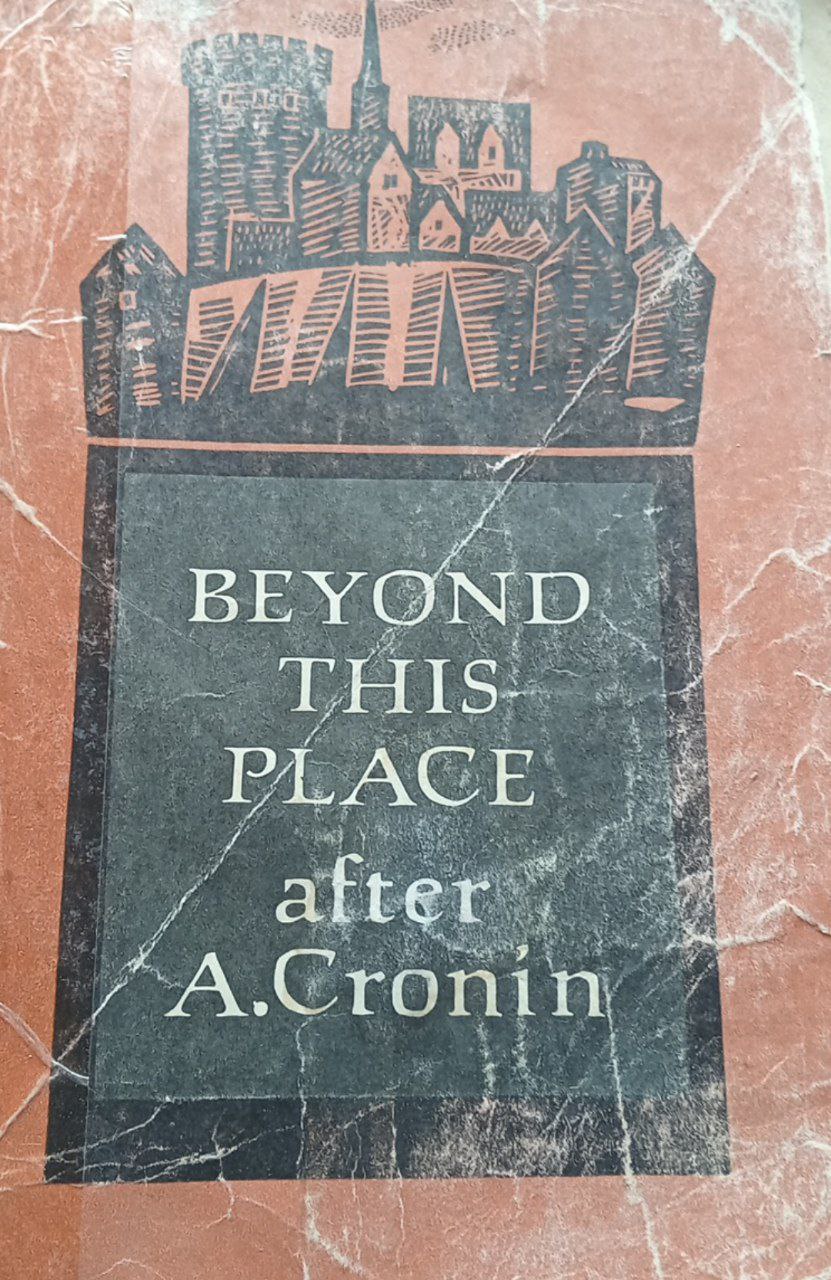 BEYOND
THIS
PLACE
after
A.Cronin